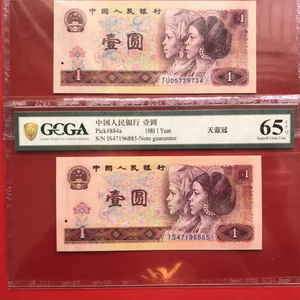 中国人民银行
壹圆
JU05729734
1
GCGA
中国人民银行 壹圆
Pick#884a 1980 1 Yuan
S/N IS47196885-Note guarantee
天蓝冠
65
Superb Gem Unc
中国人民银行
1
壹圆
IS47196885
1